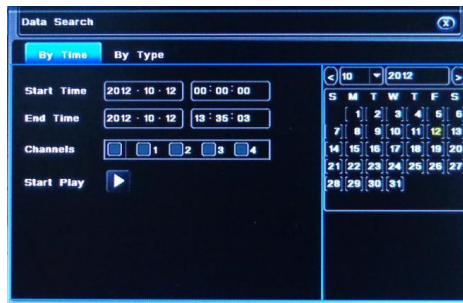 Data Search X
By Time By Type
Start Time 2012 · 10 · 12 00:00:00
End Time 2012 · 10 · 12 13:35:03
Channels 1 2 3 4
Start Play
< 10 2012 >
S M T W T F S
1 2 3 4 5 6
7 8 9 10 11 12 13
14 15 16 17 18 19 20
21 22 23 24 25 26 27
28 29 30 31